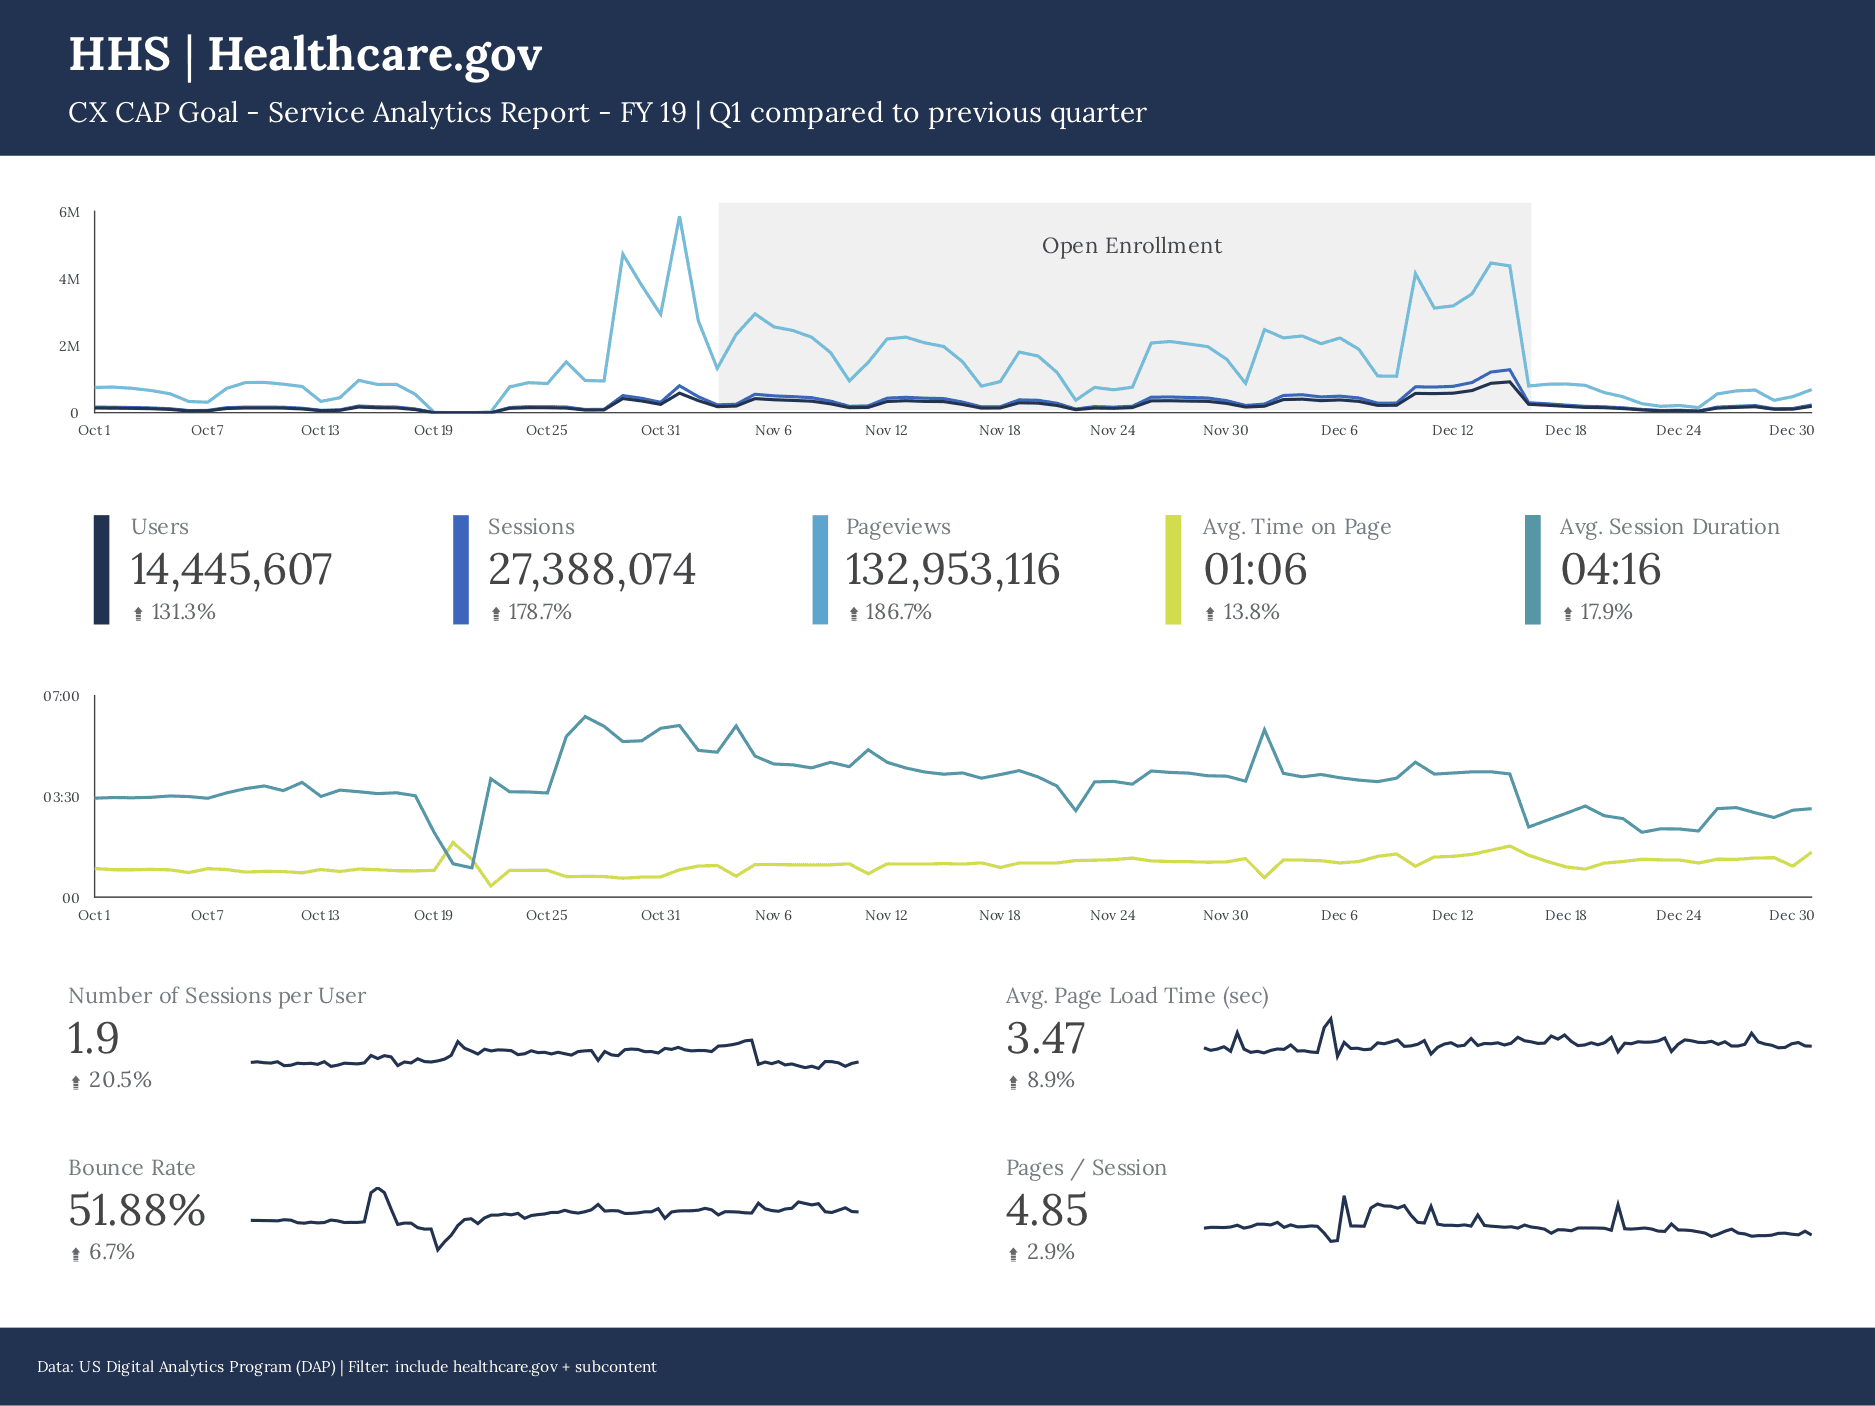 HHS | Healthcare.gov
CX CAP Goal - Service Analytics Report - FY 19 | Q1 compared to previous quarter
6M
Open Enrollment
4M
2M
0
Oct 1 Oct 7 Oct 13 Oct 19 Oct 25 Oct 31 Nov 6 Nov 12 Nov 18 Nov 24 Nov 30 Dec 6 Dec 12 Dec 18 Dec 24 Dec 30
Users Sessions Pageviews Avg. Time on Page Avg. Session Duration
14,445,607 27,388,074 132,953,116 01:06 04:16
131.3% 178.7% 186.7% 13.8% 17.9%
07:00
03:30
00
Oct 1 Oct 7 Oct 13 Oct 19 Oct 25 Oct 31 Nov 6 Nov 12 Nov 18 Nov 24 Nov 30 Dec 6 Dec 12 Dec 18 Dec 24 Dec 30
Number of Sessions per User
1.9
20.5%
Avg. Page Load Time (sec)
3.47
8.9%
Bounce Rate
51.88%
6.7%
Pages / Session
4.85
2.9%
Data: US Digital Analytics Program (DAP) | Filter: include healthcare.gov + subcontent